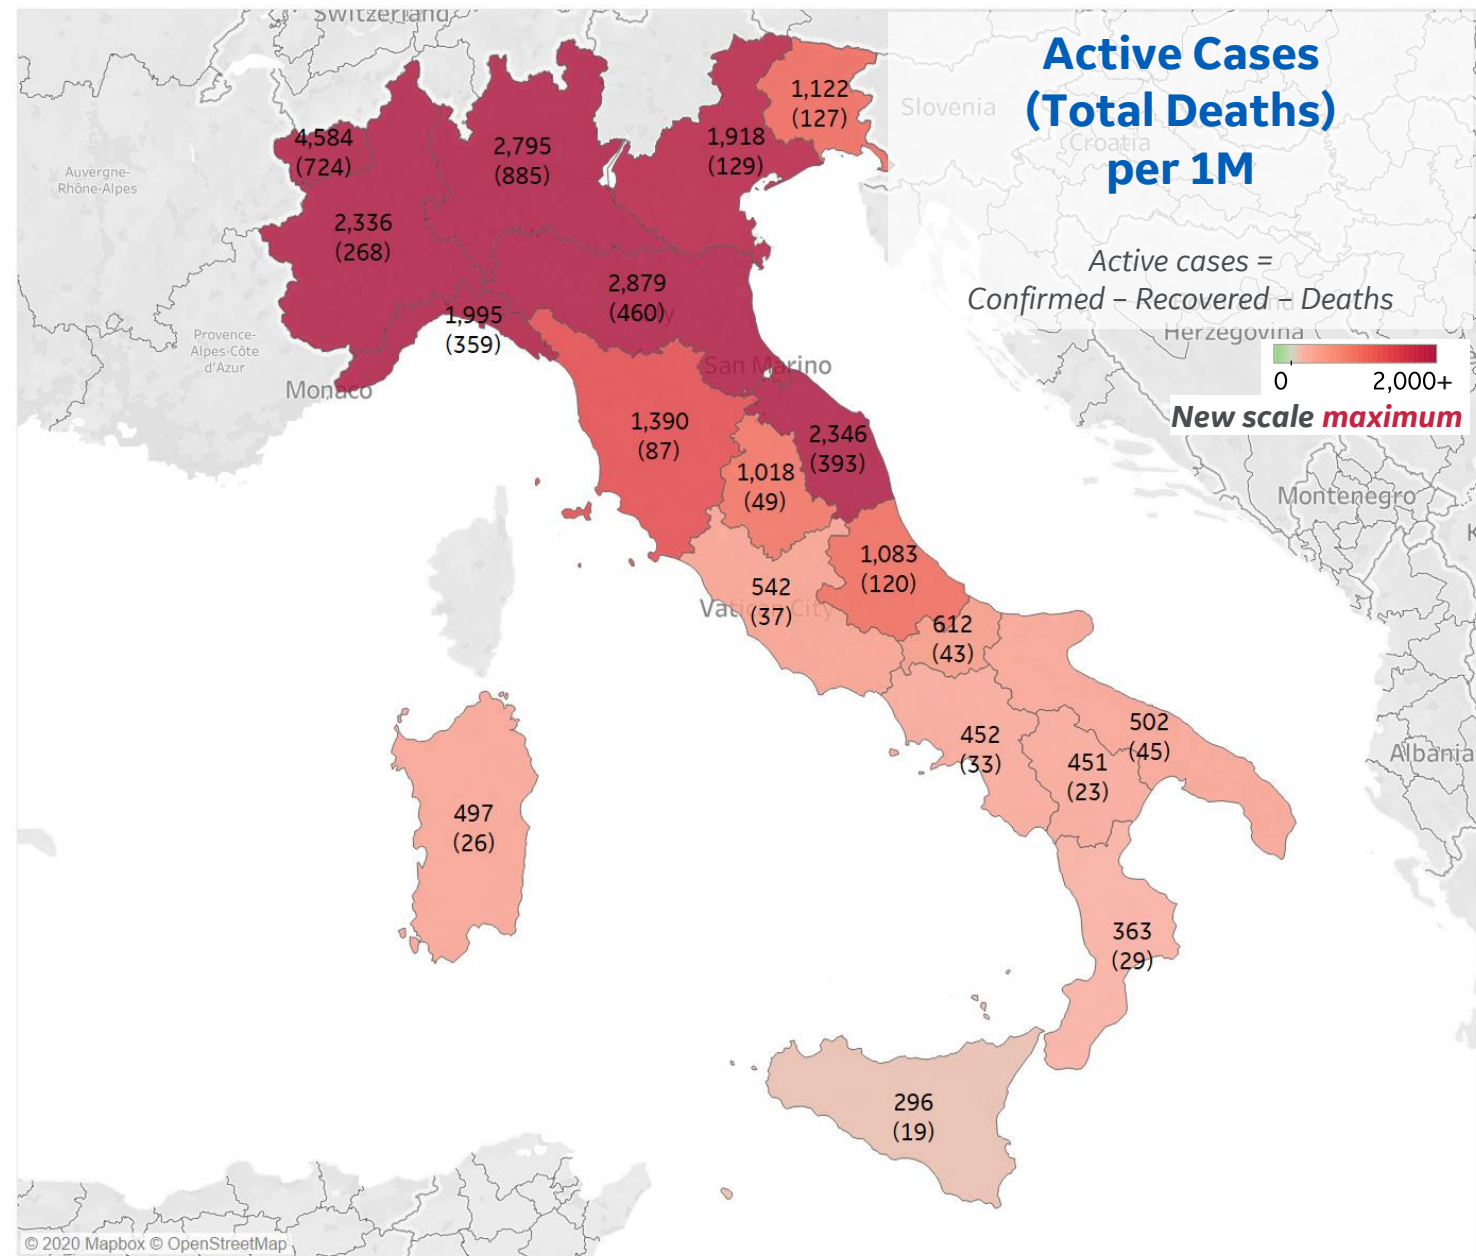 Switzerland
Active Cases
(Total Deaths)
per 1M
Active cases =
Confirmed – Recovered – Deaths
0
2,000+
New scale maximum
Slovenia
Croatia
Herzegovina
Montenegro
Albania
Auvergne-
Rhône-Alpes
Provence-
Alpes-Côte
d'Azur
Monaco
San Marino
Vatican City
4,584
(724)
2,795
(885)
1,918
(129)
1,122
(127)
2,336
(268)
2,879
(460)
1,995
(359)
1,390
(87)
2,346
(393)
1,018
(49)
1,083
(120)
542
(37)
612
(43)
452
(33)
451
(23)
502
(45)
497
(26)
363
(29)
296
(19)
© 2020 Mapbox © OpenStreetMap